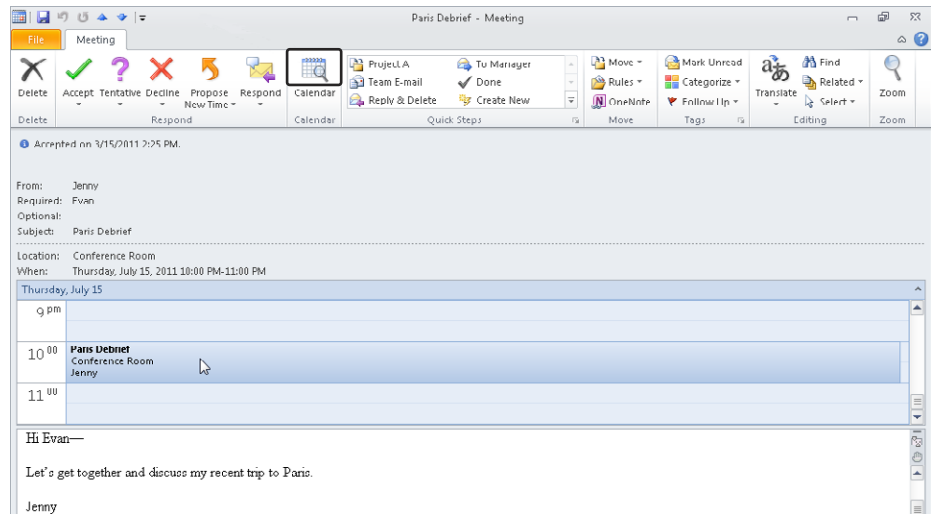 Paris Debrief - Meeting
File Meeting
Delete
Accept Tentative Decline Propose New Time Respond
Calendar
Project A To Manager
Team E-mail Done
Reply & Delete Create New
Move
Rules
OneNote
Mark Unread
Categorize
Follow Up
Translate
Find
Related
Select
Zoom
Delete Respond Calendar Quick Steps Move Tags Editing Zoom
Accepted on 3/15/2011 2:25 PM.
From: Jenny
Required: Evan
Optional:
Subject: Paris Debrief
Location: Conference Room
When: Thursday, July 15, 2011 10:00 PM-11:00 PM
Thursday, July 15
9 pm
10 00 Paris Debrief
Conference Room
Jenny
11 00
Hi Evan—
Let's get together and discuss my recent trip to Paris.
Jenny